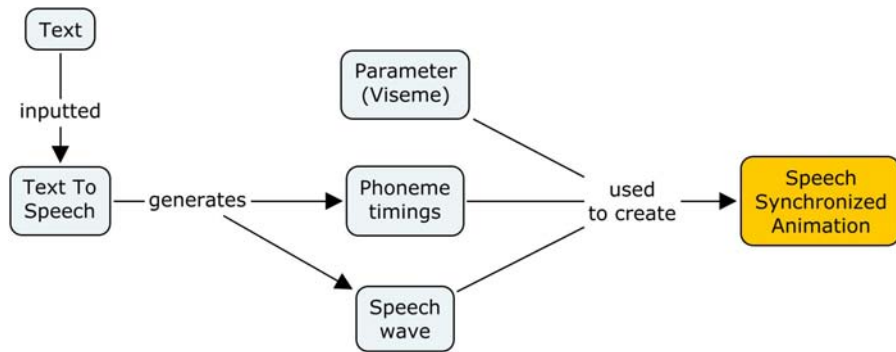 Text
inputted
Text To
Speech
generates
Parameter
(Viseme)
Phoneme
timings
Speech
wave
used
to create
Speech
Synchronized
Animation